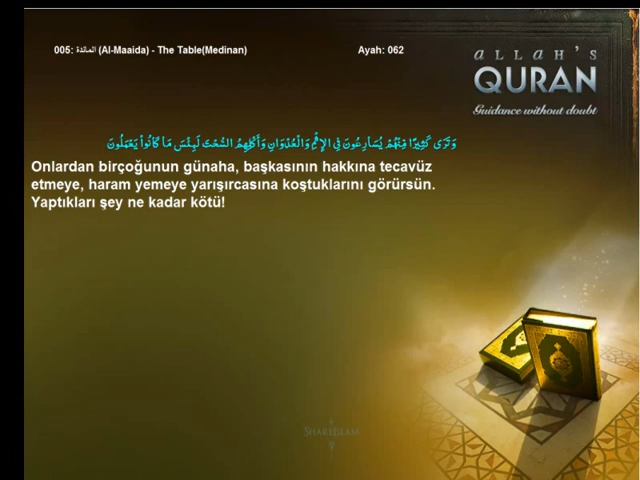 005: المائدة (Al-Maaida) - The Table(Medinan) Ayah: 062
ALLAH'S
QURAN
Guidance without doubt
وَتَرَى كَثِيرًا مِّنْهُمْ يُسَارِعُونَ فِي الإِثْمِ وَالْعُدْوَانِ وَأَكْلِهِمُ السُّحْتَ لَبِئْسَ مَا كَانُواْ يَعْمَلُونَ
Onlardan birçoğunun günaha, başkasının hakkına tecavüz
etmeye, haram yemeye yarışırcasına koştuklarını görürsün.
Yaptıkları şey ne kadar kötü!
SHAREISLAM